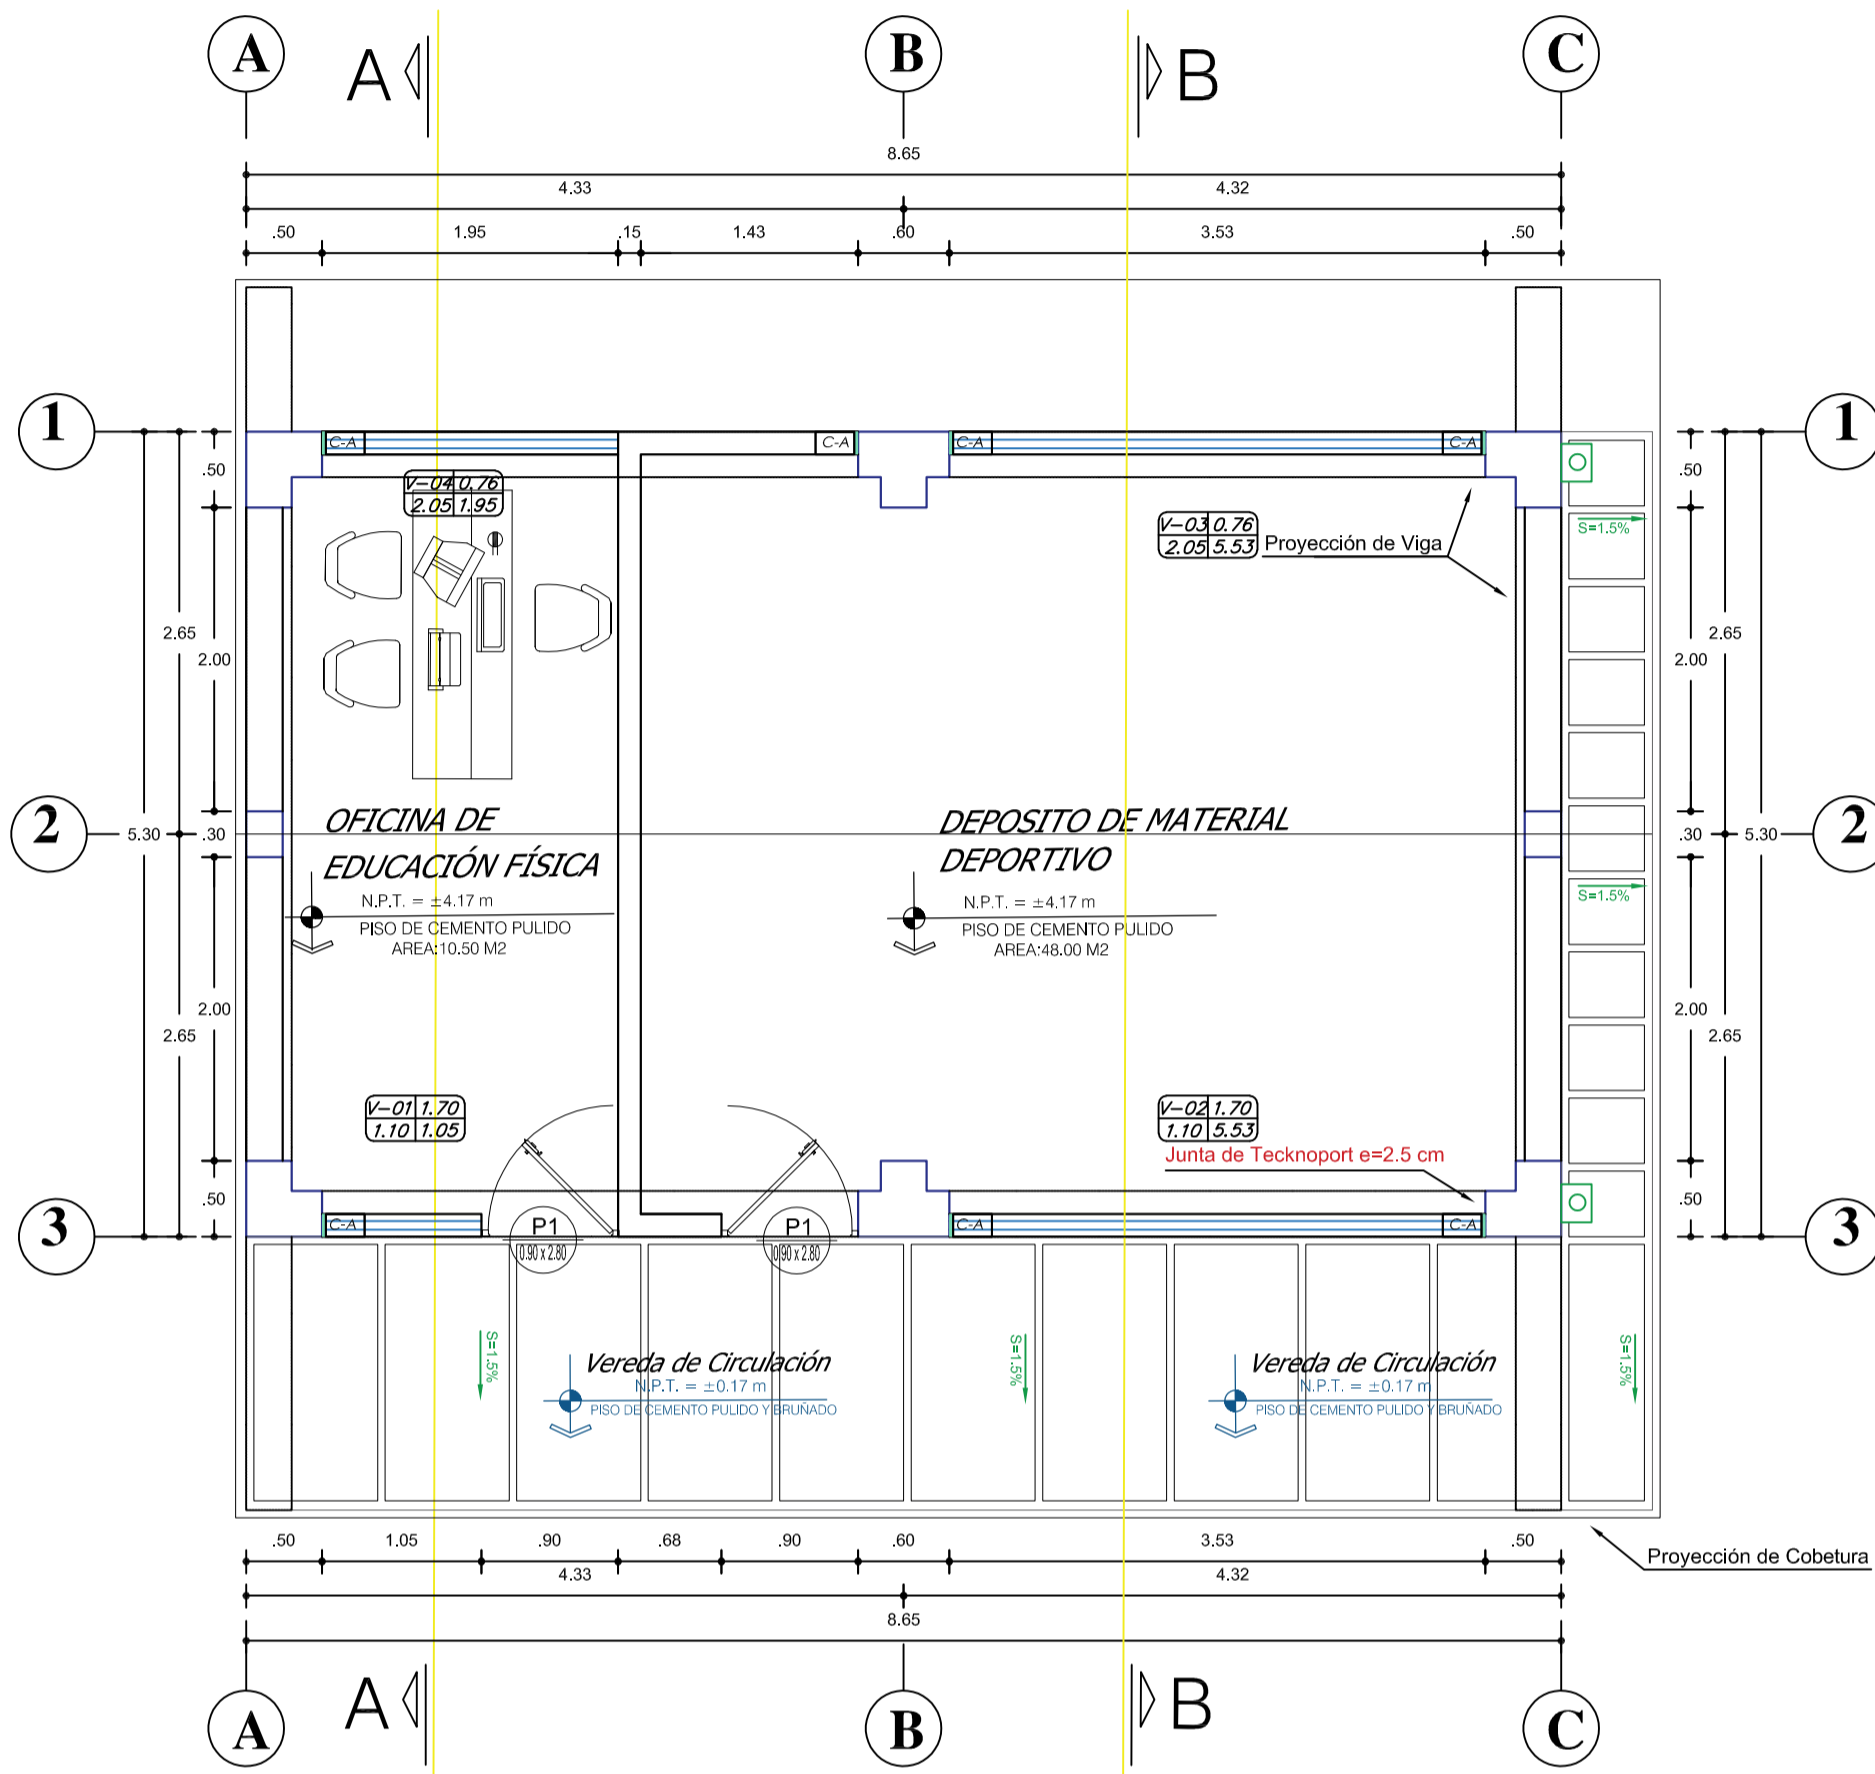 A
A
B
B
C
8.65
4.33
4.32
.50
1.95
.15
1.43
.60
3.53
.50
1
C-A
C-A
C-A
C-A
1
.50
V-04 0.76
2.05 1.95
V-03 0.76
2.05 5.53
Proyección de Viga
S=1.5%
.50
2.65
2.00
2.65
2.00
2
5.30
.30
OFICINA DE
EDUCACIÓN FÍSICA
N.P.T. = ±4.17 m
PISO DE CEMENTO PULIDO
AREA:10.50 M2
DEPOSITO DE MATERIAL
DEPORTIVO
N.P.T. = ±4.17 m
PISO DE CEMENTO PULIDO
AREA:48.00 M2
.30
5.30
2
S=1.5%
2.00
2.65
2.00
2.65
V-01 1.70
1.10 1.05
V-02 1.70
1.10 5.53
Junta de Tecknoport e=2.5 cm
.50
.50
3
C-A
P1
0.90 x 2.80
P1
0.90 x 2.80
C-A
C-A
3
S=1.5%
Vereda de Circulación
N.P.T. = ±0.17 m
PISO DE CEMENTO PULIDO Y BRUÑADO
S=1.5%
Vereda de Circulación
N.P.T. = ±0.17 m
PISO DE CEMENTO PULIDO Y BRUÑADO
S=1.5%
.50
1.05
.90
.68
.90
.60
3.53
.50
4.33
4.32
Proyección de Cobetura
8.65
A
A
B
B
C